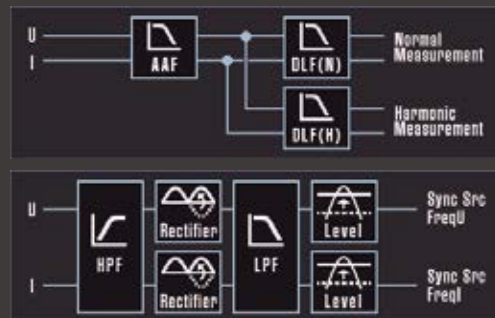 U
I
AAF
DLF(N)
DLF(H)
Normal
Measurement
Harmonic
Measurement
U
I
HPF
Rectifier
Rectifier
LPF
Level
Level
Sync Src
FreqU
Sync Src
FreqI